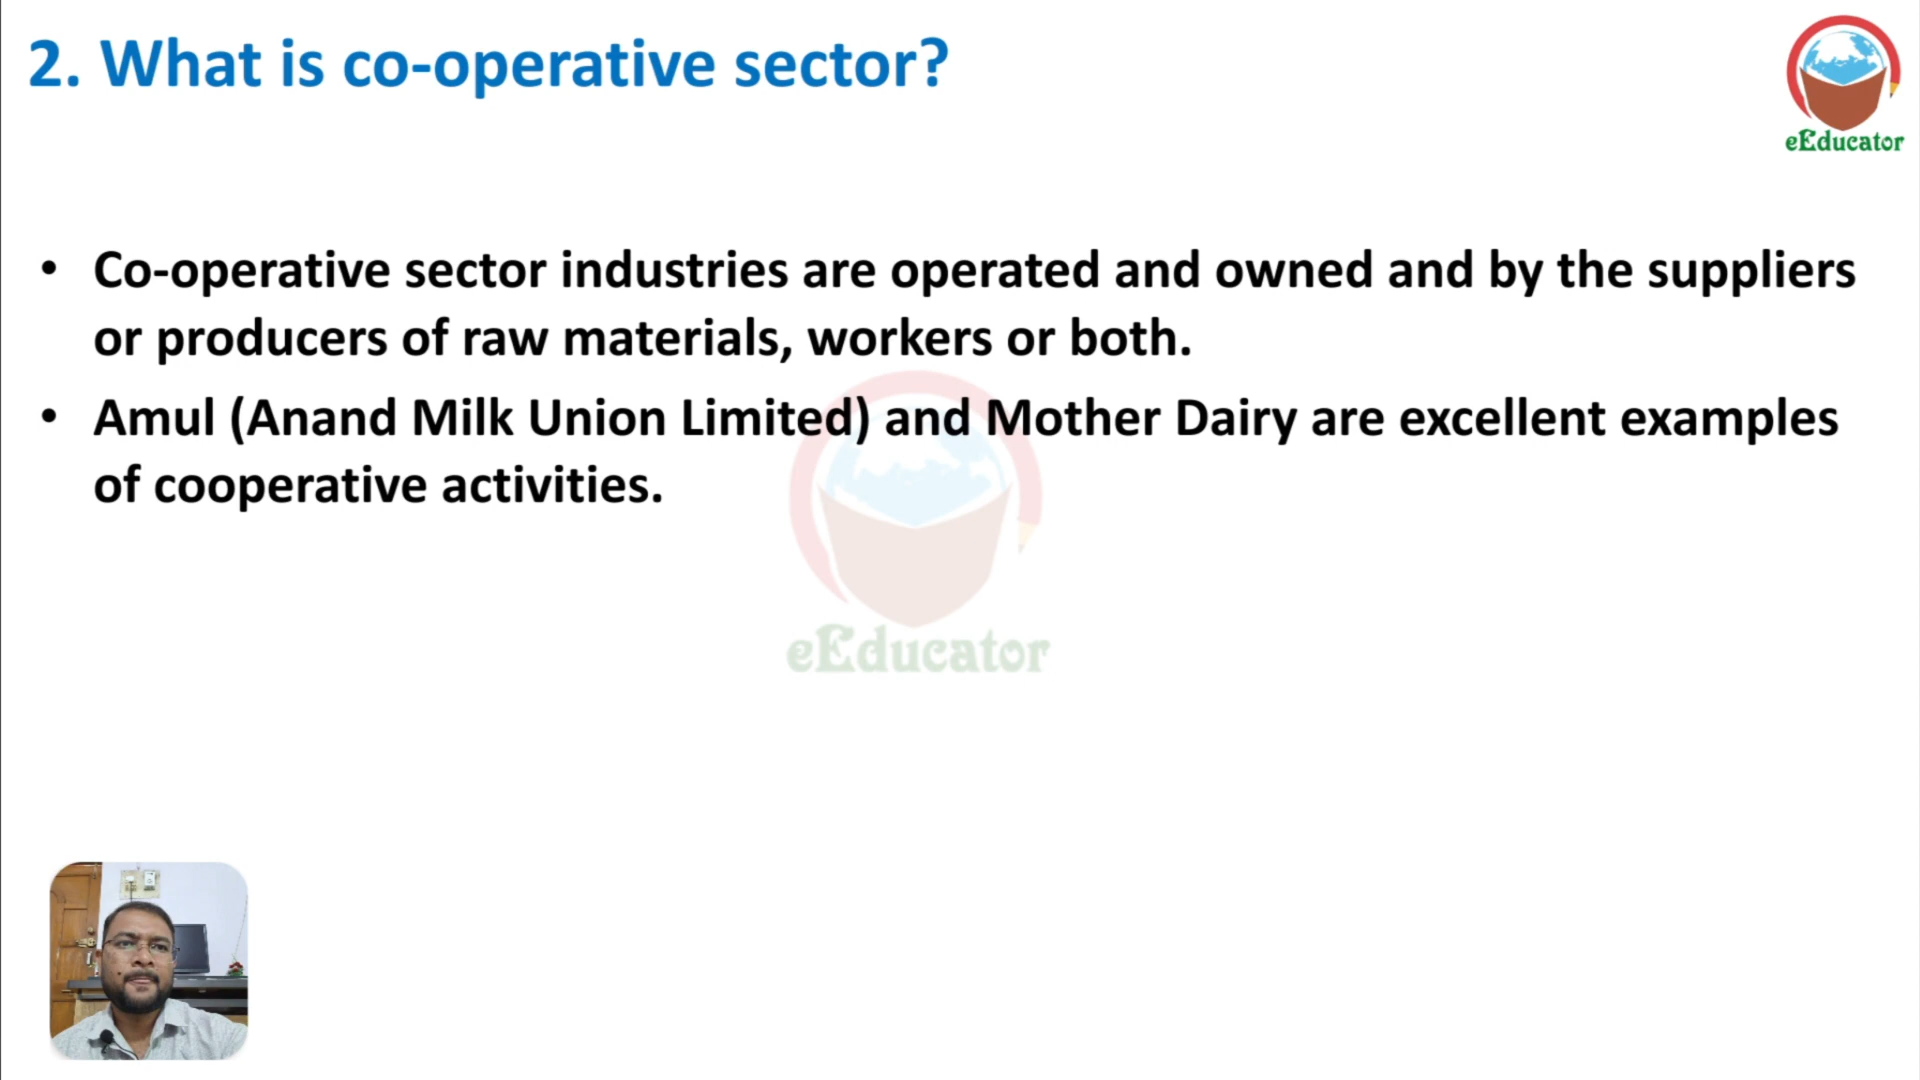 2. What is co-operative sector?
eEducator
• Co-operative sector industries are operated and owned and by the suppliers
or producers of raw materials, workers or both.
• Amul (Anand Milk Union Limited) and Mother Dairy are excellent examples
of cooperative activities.
eEducator